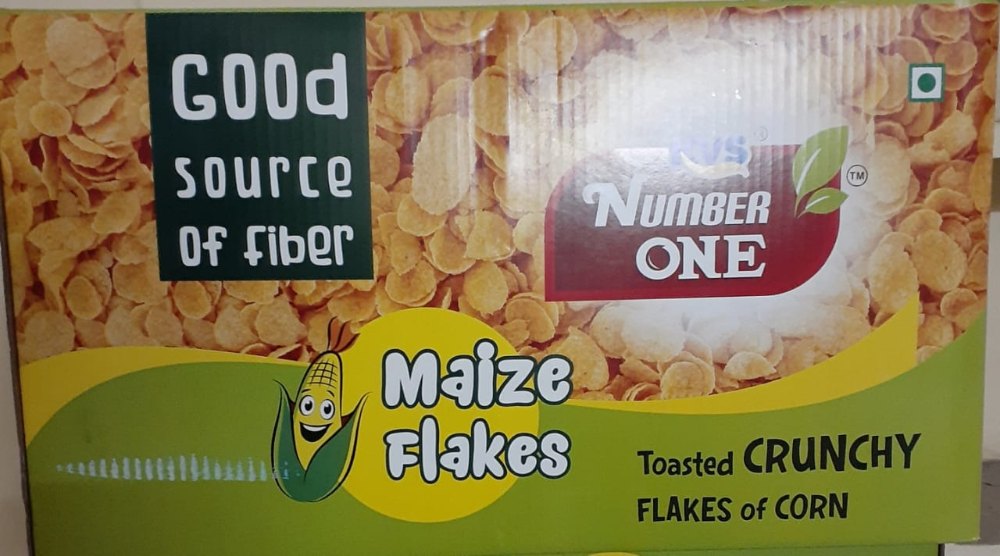 GOOd
source
of fiber
NUMBER
ONE
TM
Maize
Flakes
Toasted CRUNCHY
FLAKES of CORN